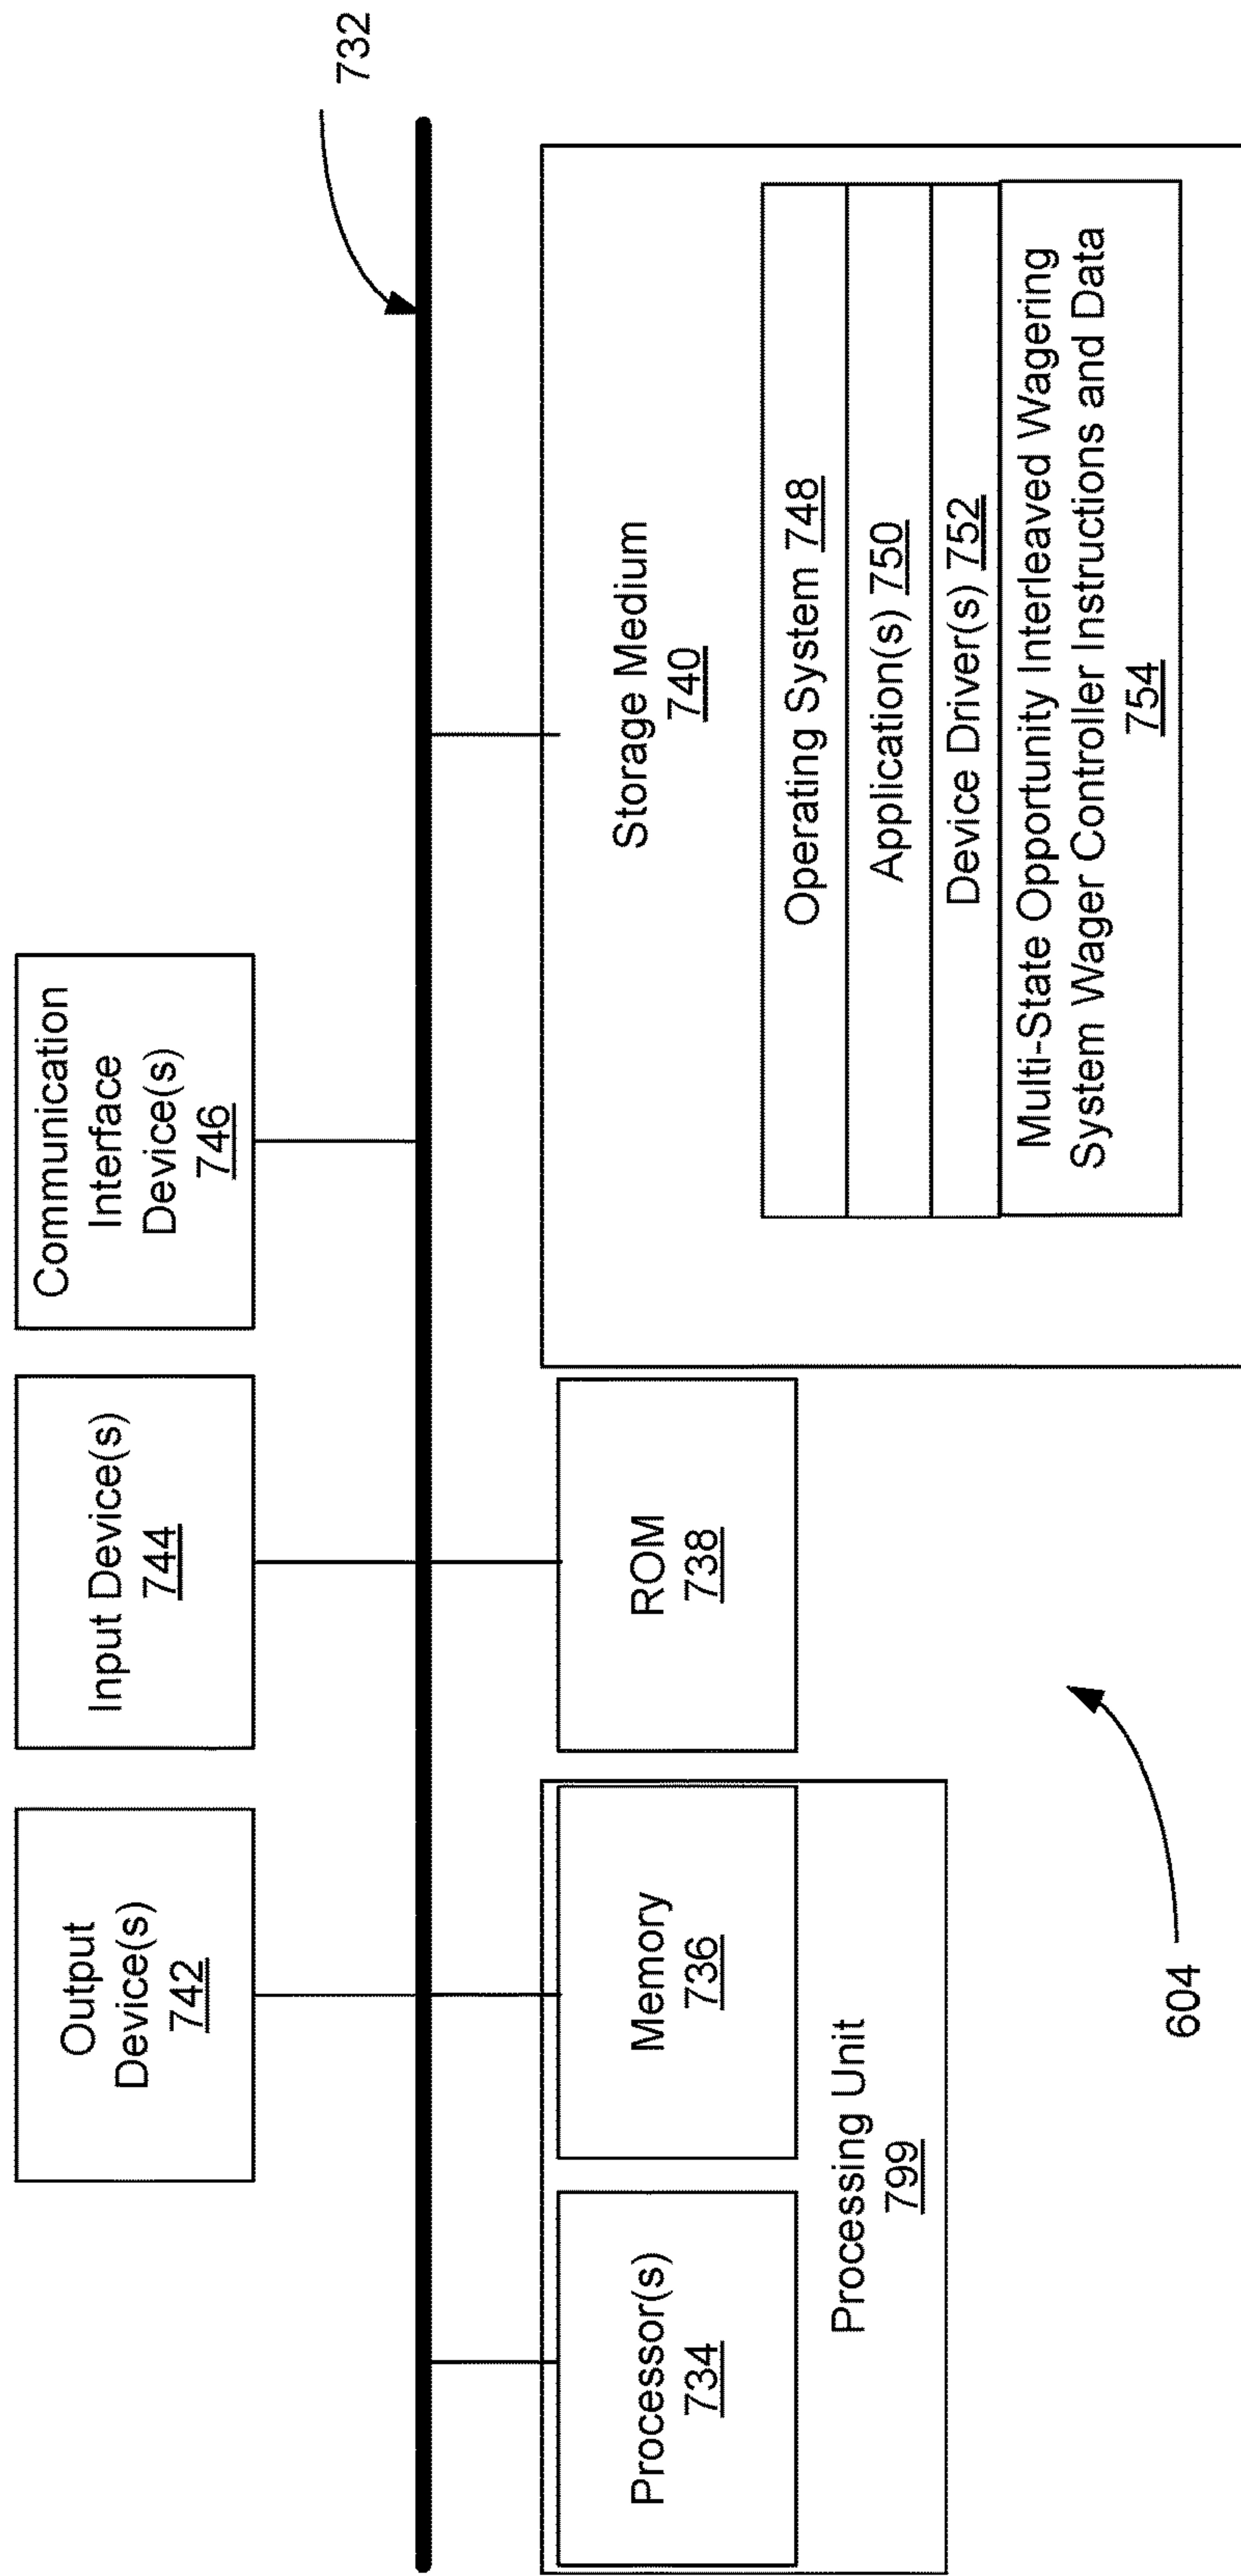 732
Output
Device(s)
742
Input Device(s)
744
Communication
Interface
Device(s)
746
Processor(s)
734
Memory
736
Processing Unit
799
ROM
738
Storage Medium
740
Operating System 748
Application(s) 750
Device Driver(s) 752
Multi-State Opportunity Interleaved Wagering
System Wager Controller Instructions and Data
754
604